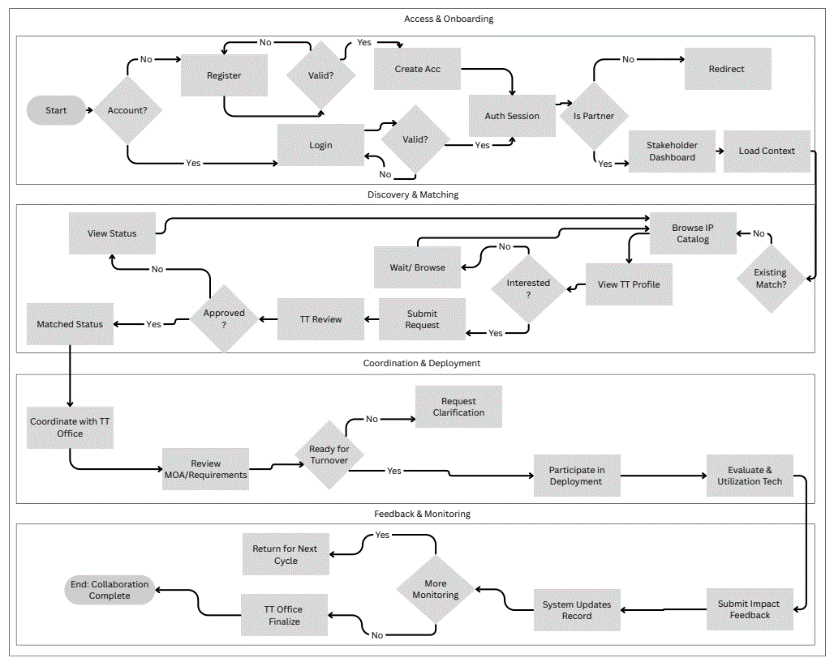 Access & Onboarding
No
Yes
No
No
Register
Valid?
Create Acc
Redirect
Start
Account?
Auth Session
Is Partner
Login
Valid?
Yes
Yes
No
Yes
Stakeholder
Dashboard
Load Context
Discovery & Matching
View Status
Browse IP
Catalog
No
No
Wait/ Browse
No
Interested
?
View TT Profile
Existing
Match?
Matched Status
Yes
Approved
?
TT Review
Submit
Request
Yes
Coordination & Deployment
Coordinate with TT
Office
Request
Clarification
No
Ready for
Turnover
Review
MOA/Requirements
Yes
Participate in
Deployment
Evaluate &
Utilization Tech
Feedback & Monitoring
Return for Next
Cycle
Yes
End: Collaboration
Complete
More
Monitoring
TT Office
Finalize
No
System Updates
Record
Submit Impact
Feedback